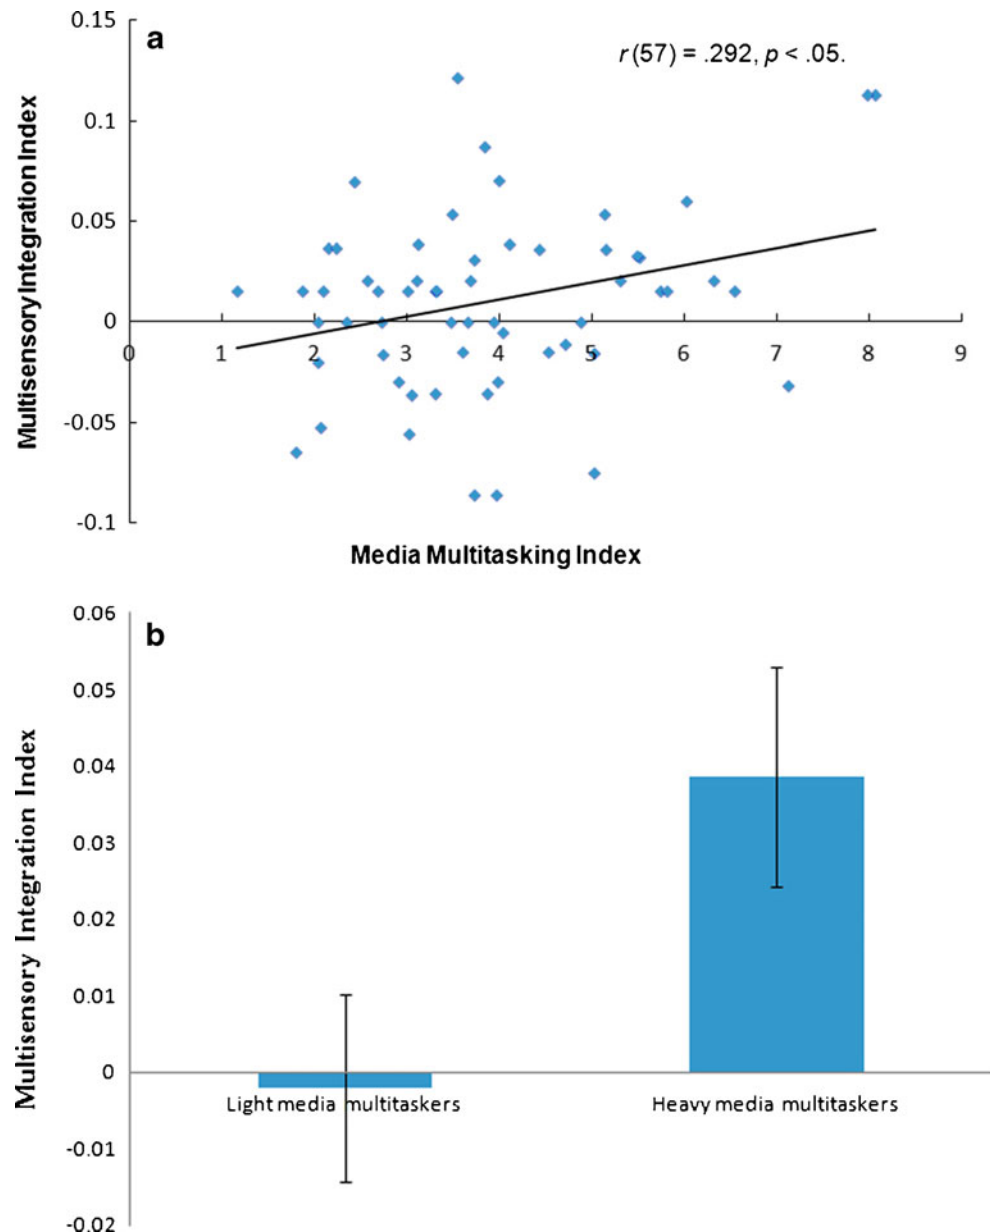 a
r(57) = .292, p < .05.
0.15
0.1
0.05
0
-0.05
-0.1
0 1 2 3 4 5 6 7 8 9
Multisensory Integration Index
Media Multitasking Index
b
0.06
0.05
0.04
0.03
0.02
0.01
0
-0.01
-0.02
Multisensory Integration Index
Light media multitaskers
Heavy media multitaskers